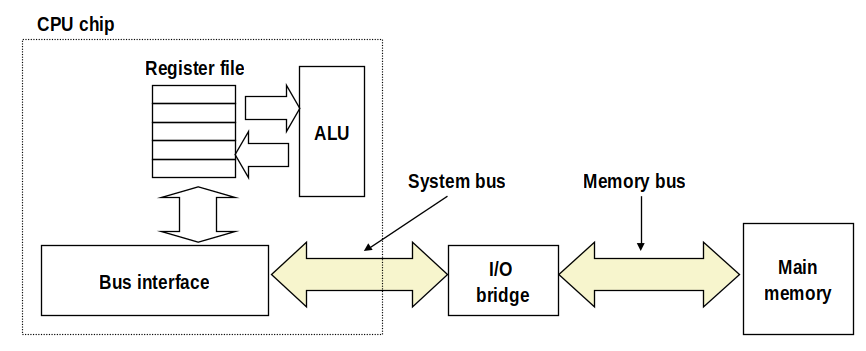 CPU chip
Register file
ALU
System bus
Memory bus
Bus interface
I/O
bridge
Main
memory